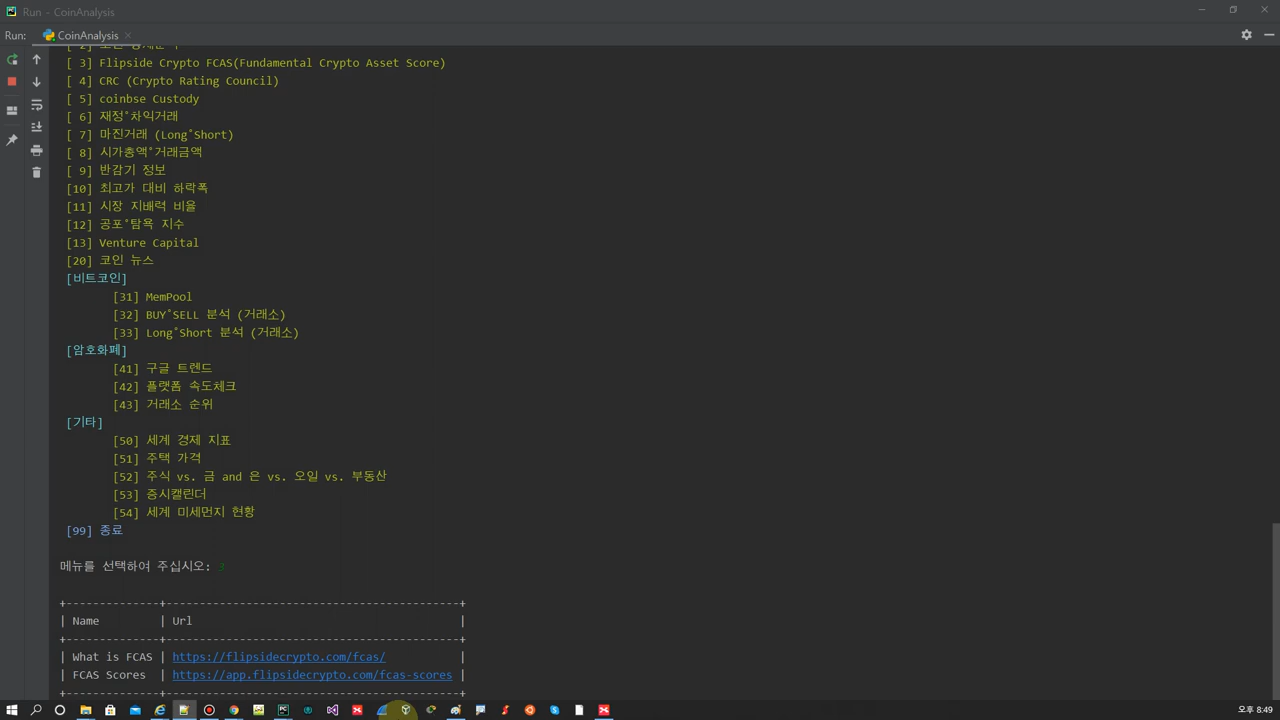 Run - CoinAnalysis
Run: CoinAnalysis
[ 2]
[ 3] Flipside Crypto FCAS(Fundamental Crypto Asset Score)
[ 4] CRC (Crypto Rating Council)
[ 5] coinbse Custody
[ 6] 재정°차익거래
[ 7] 마진거래 (Long°Short)
[ 8] 시가총액°거래금액
[ 9] 반감기 정보
[10] 최고가 대비 하락폭
[11] 시장 지배력 비율
[12] 공포°탐욕 지수
[13] Venture Capital
[20] 코인 뉴스
[비트코인]
[31] MemPool
[32] BUY°SELL 분석 (거래소)
[33] Long°Short 분석 (거래소)
[암호화폐]
[41] 구글 트렌드
[42] 플랫폼 속도체크
[43] 거래소 순위
[기타]
[50] 세계 경제 지표
[51] 주택 가격
[52] 주식 vs. 금 and 은 vs. 오일 vs. 부동산
[53] 증시캘린더
[54] 세계 미세먼지 현황
[99] 종료
메뉴를 선택하여 주십시오: 3
+--------------+------------------------------------------+
| Name | Url |
+--------------+------------------------------------------+
| What is FCAS | https://flipsidecrypto.com/fcas/ |
| FCAS Scores | https://app.flipsidecrypto.com/fcas-scores |
+--------------+------------------------------------------+
오후 8:49